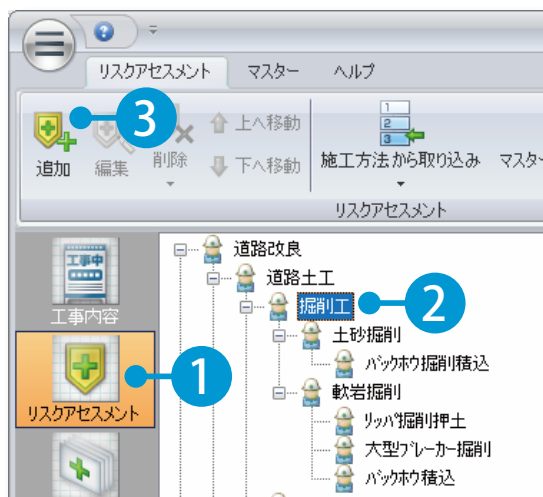 リスクアセスメント マスター ヘルプ
3
追加 編集 削除 上へ移動
下へ移動
1
2
3
施工方法から取り込み マスタ
リスクアセスメント
工事中
工事内容
1
リスクアセスメント
道路改良
道路土工
掘削工
2
土砂掘削
バックホウ掘削積込
軟岩掘削
リッパ掘削押土
大型ブレーカー掘削
バックホウ積込